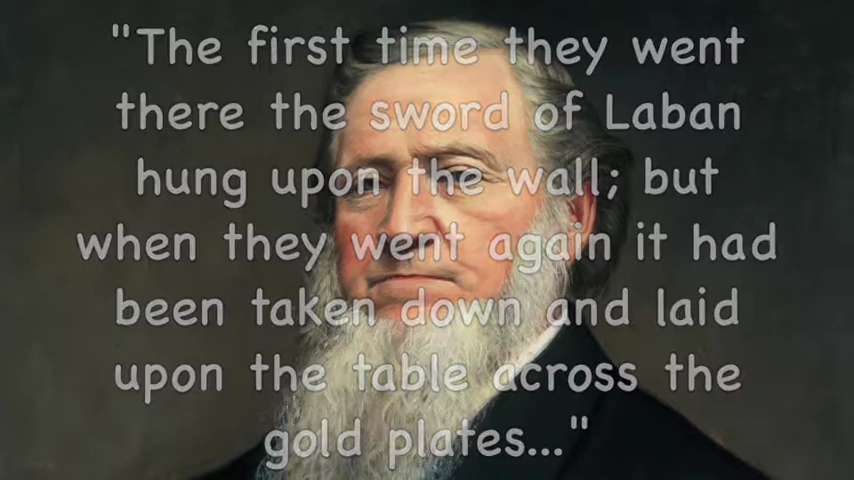 "The first time they went
there the sword of Laban
hung upon the wall; but
when they went again it had
been taken down and laid
upon the table across the
gold plates..."